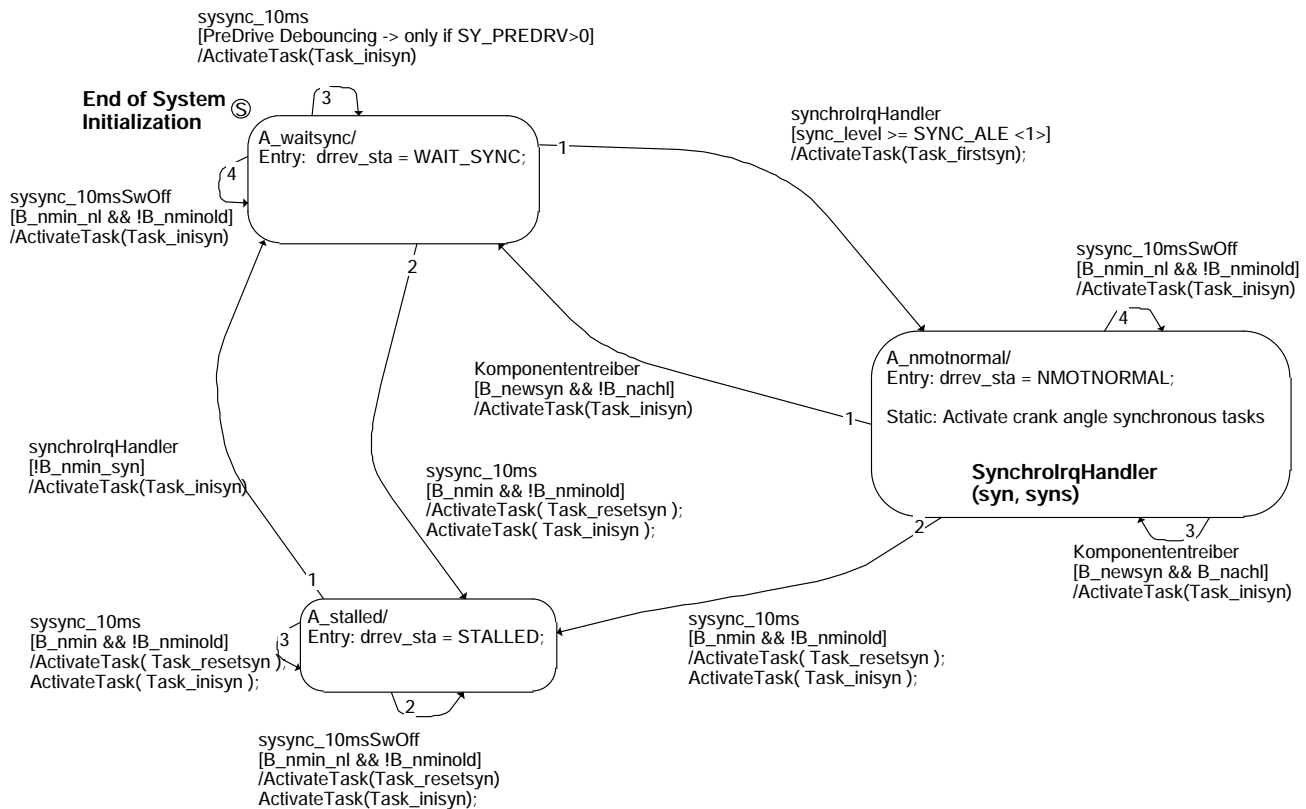 sysync_10ms
[PreDrive Debouncing -> only if SY_PREDRV>0]
/ActivateTask(Task_inisyn)
3
End of System
Initialization
S
A_waitsync/
Entry:  drrev_sta = WAIT_SYNC;
1
synchroIrqHandler
[sync_level >= SYNC_ALE <1>]
/ActivateTask(Task_firstsyn);
4
sysync_10msSwOff
[B_nmin_nl && !B_nminold]
/ActivateTask(Task_inisyn)
2
sysync_10msSwOff
[B_nmin_nl && !B_nminold]
/ActivateTask(Task_inisyn)
4
A_nmotnormal/
Entry: drrev_sta = NMOTNORMAL;
Static: Activate crank angle synchronous tasks
SynchroIrqHandler
(syn, syns)
Komponententreiber
[B_newsyn && !B_nachl]
/ActivateTask(Task_inisyn)
1
synchroIrqHandler
[!B_nmin_syn]
/ActivateTask(Task_inisyn)
sysync_10ms
[B_nmin && !B_nminold]
/ActivateTask( Task_resetsyn );
ActivateTask( Task_inisyn );
2
3
Komponententreiber
[B_newsyn && B_nachl]
/ActivateTask(Task_inisyn)
1
A_stalled/
Entry: drrev_sta = STALLED;
3
sysync_10ms
[B_nmin && !B_nminold]
/ActivateTask( Task_resetsyn );
ActivateTask( Task_inisyn );
sysync_10ms
[B_nmin && !B_nminold]
/ActivateTask( Task_resetsyn );
ActivateTask( Task_inisyn );
2
sysync_10msSwOff
[B_nmin_nl && !B_nminold]
/ActivateTask(Task_resetsyn)
ActivateTask(Task_inisyn);